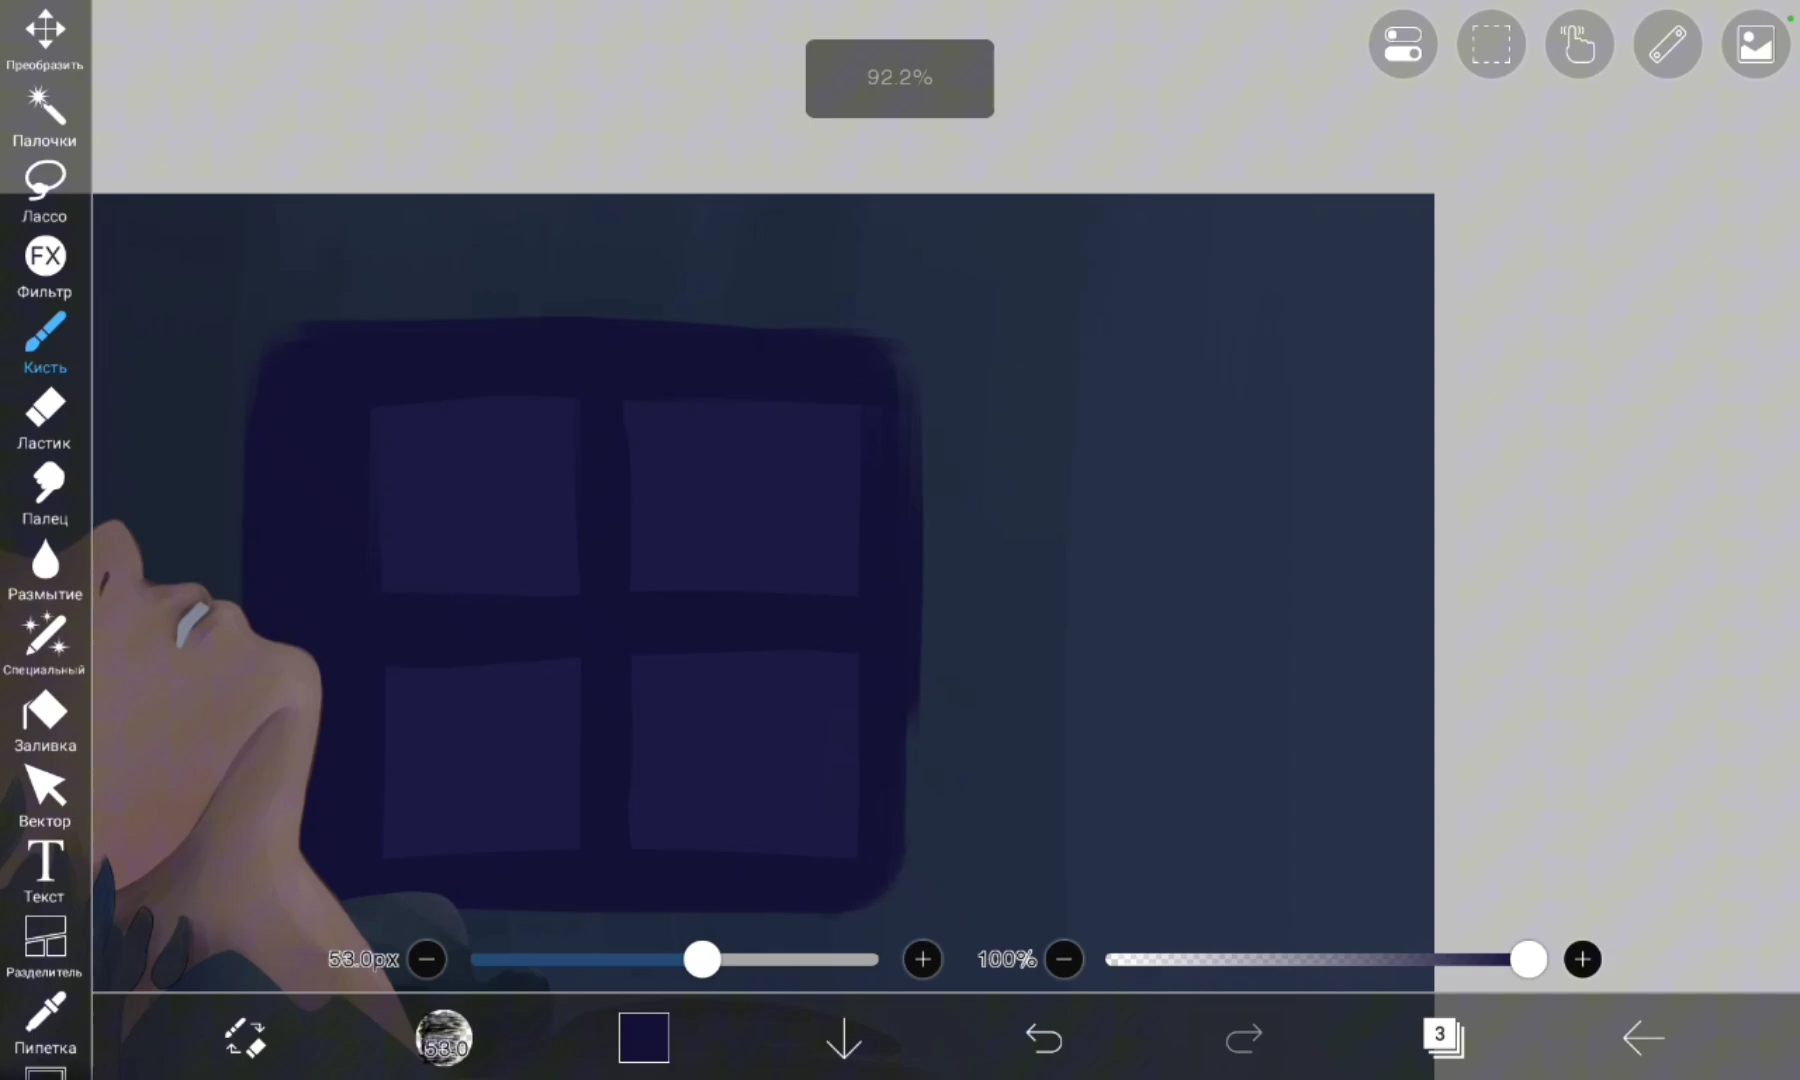 92.2%
Преобразить
Палочки
Лассо
FX
Фильтр
Кисть
Ластик
Палец
Размытие
Специальный
Заливка
Вектор
T
Текст
Разделитель
Пипетка
53.0px
100%
53.0
3